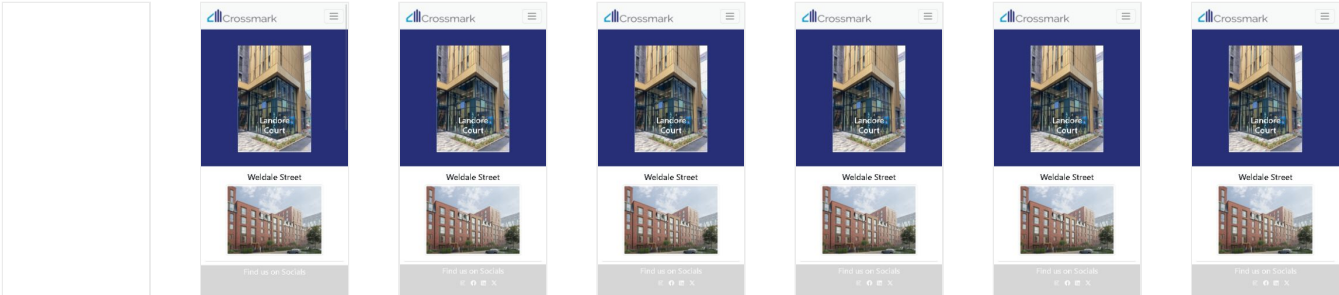 Crossmark
Landore
Court
Weldale Street
Find us on Socials
Crossmark
Landore
Court
Weldale Street
Find us on Socials
Crossmark
Landore
Court
Weldale Street
Find us on Socials
Crossmark
Landore
Court
Weldale Street
Find us on Socials
Crossmark
Landore
Court
Weldale Street
Find us on Socials
Crossmark
Landore
Court
Weldale Street
Find us on Socials